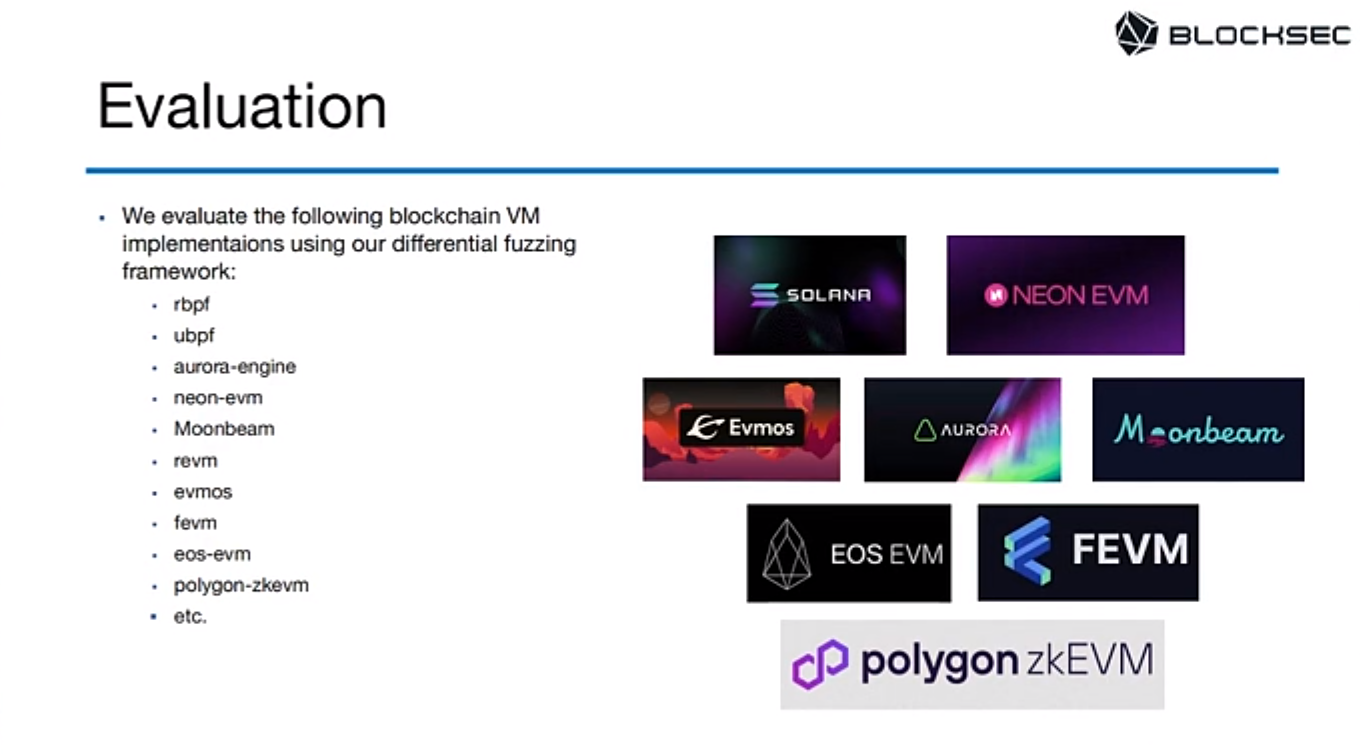 BLOCKSEC
Evaluation
We evaluate the following blockchain VM
implementaions using our differential fuzzing
framework:
rbpf
ubpf
aurora-engine
neon-evm
Moonbeam
revm
evmos
fevm
eos-evm
polygon-zkevm
etc.
SOLANA
NEON EVM
Evmos
AURORA
Moonbeam
EOS EVM
FEVM
polygon zkEVM